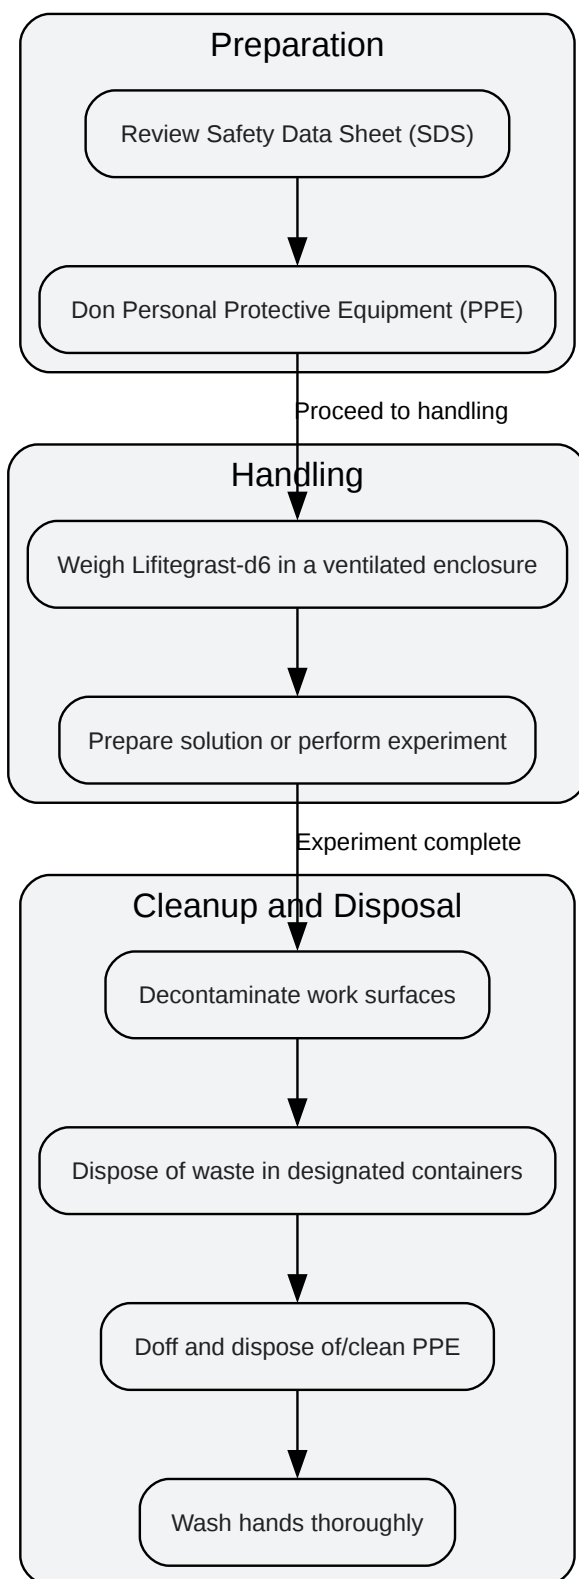 Preparation
Review Safety Data Sheet (SDS)
Don Personal Protective Equipment (PPE)
Proceed to handling
Handling
Weigh Lifitegrast-d6 in a ventilated enclosure
Prepare solution or perform experiment
Experiment complete
Cleanup and Disposal
Decontaminate work surfaces
Dispose of waste in designated containers
Doff and dispose of/clean PPE
Wash hands thoroughly